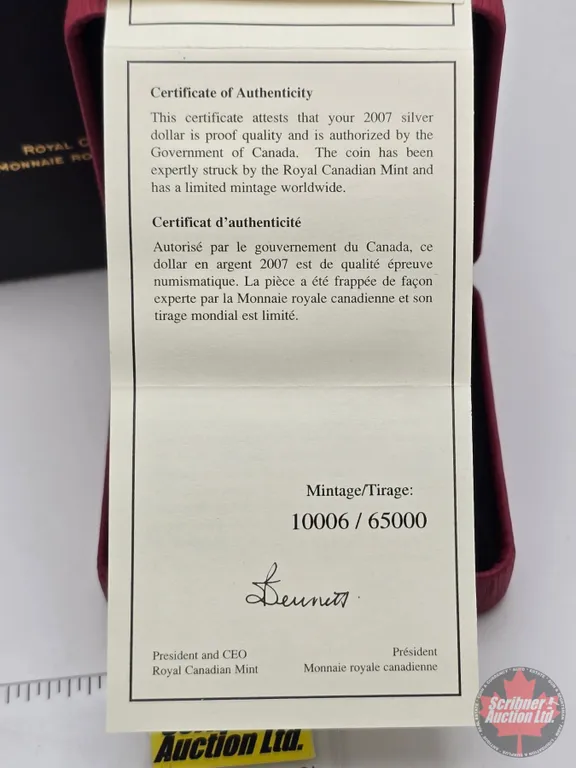 ROYAL
MONNAIE RO
Certificate of Authenticity
This certificate attests that your 2007 silver
dollar is proof quality and is authorized by the
Government of Canada. The coin has been
expertly struck by the Royal Canadian Mint and
has a limited mintage worldwide.
Certificat d'authenticité
Autorisé par le gouvernement du Canada, ce
dollar en argent 2007 est de qualité épreuve
numismatique. La pièce a été frappée de façon
experte par la Monnaie royale canadienne et son
tirage mondial est limité.
Mintage/Tirage:
10006 / 65000
President and CEO
Royal Canadian Mint
Président
Monnaie royale canadienne
Auction Ltd.
Scribner
Auction Ltd.